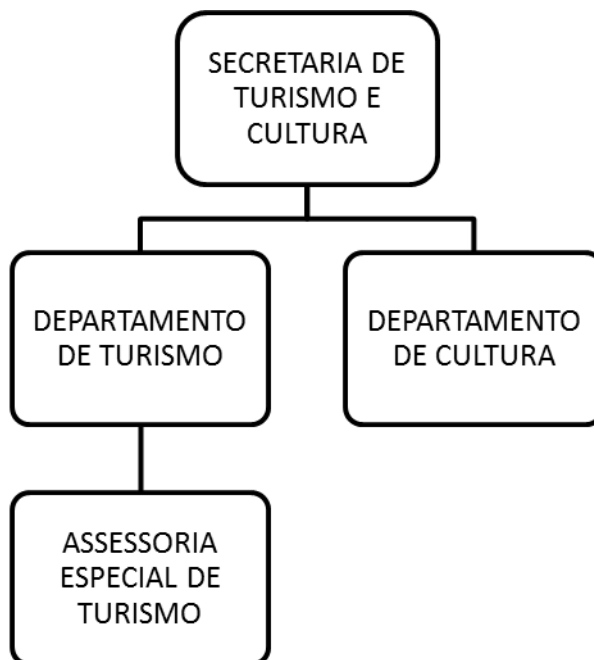 SECRETARIA DE
TURISMO E
CULTURA
DEPARTAMENTO
DE TURISMO
DEPARTAMENTO
DE CULTURA
ASSESSORIA
ESPECIAL DE
TURISMO